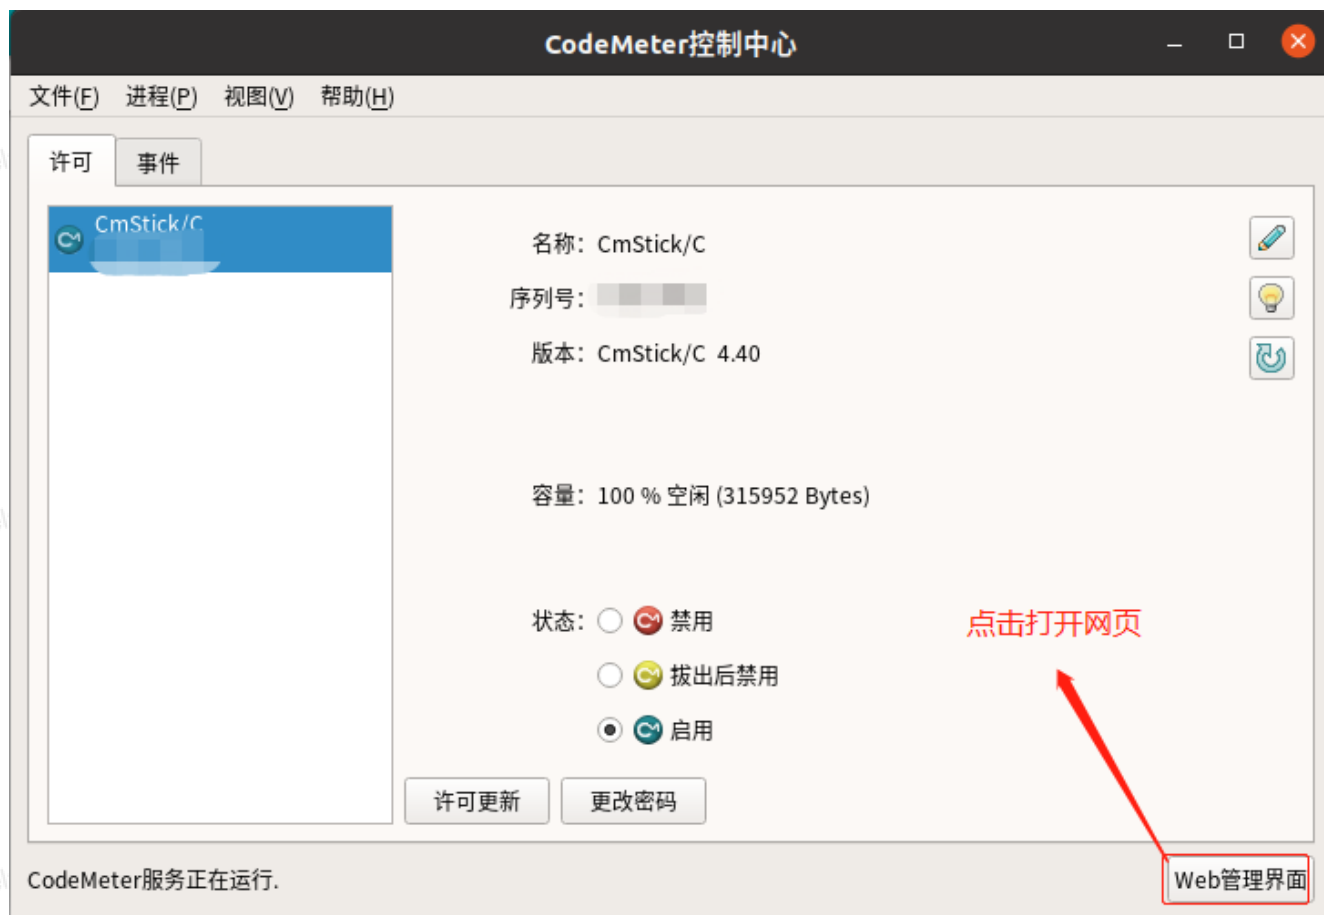 CodeMeter控制中心
文件(F) 进程(P) 视图(V) 帮助(H)
许可 事件
CmStick/C
名称: CmStick/C
序列号:
版本: CmStick/C 4.40
容量: 100 % 空闲 (315952 Bytes)
状态: 禁用
点击打开网页
拔出后禁用
启用
许可更新 更改密码
CodeMeter服务正在运行.
Web管理界面